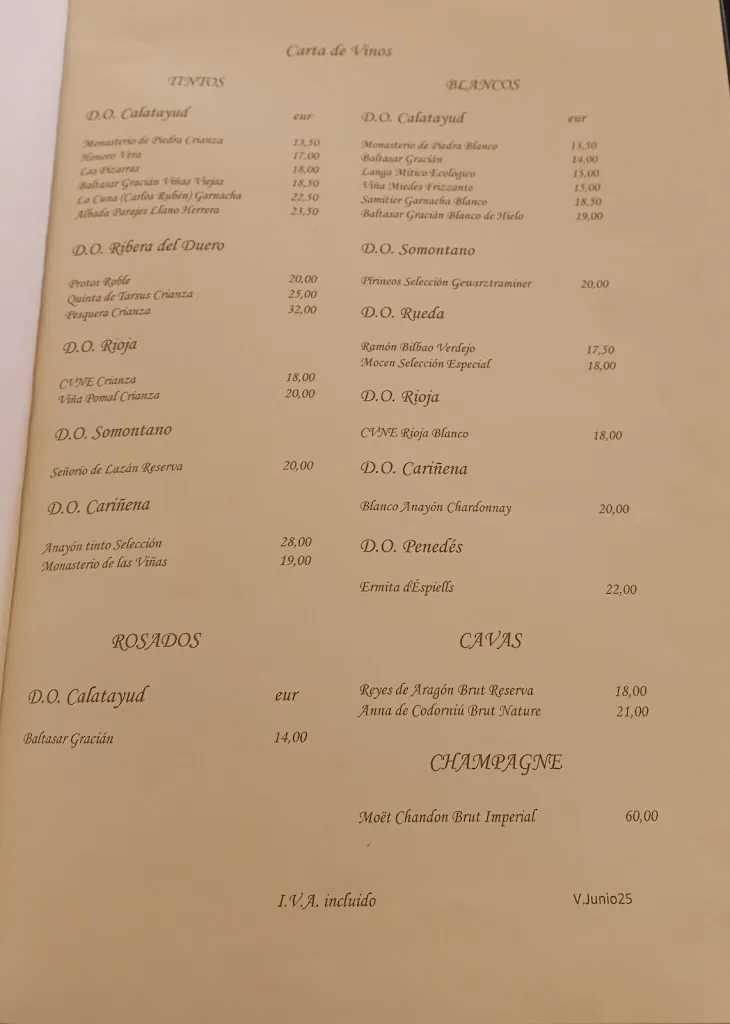 Carta de Vinos
TINTOS
D.O. Calatayud eur
Monasterio de Piedra Crianza 13,50
Honoro Vera 17,00
Las Pizarras 18,00
Baltasar Gracián Viñas Viejas 18,50
La Cuna (Carlos Rubén) Garnacha 22,50
Albada Parajes Llano Herrera 23,50
D.O. Ribera del Duero
Protos Roble 20,00
Quinta de Tarsus Crianza 25,00
Pesquera Crianza 32,00
D.O. Rioja
CVNE Crianza 18,00
Viña Pomal Crianza 20,00
D.O. Somontano
Señorío de Lazán Reserva 20,00
D.O. Cariñena
Anayón tinto Selección 28,00
Monasterio de las Viñas 19,00
ROSADOS
D.O. Calatayud eur
Baltasar Gracián 14,00
BLANCOS
D.O. Calatayud eur
Monasterio de Piedra Blanco 13,50
Baltasar Gracián 14,00
Langa Mítico Ecológico 15,00
Viña Miedes Frizzante 15,00
Samitier Garnacha Blanco 18,50
Baltasar Gracián Blanco de Hielo 19,00
D.O. Somontano
Pirineos Selección Gewsrztraminer 20,00
D.O. Rueda
Ramón Bilbao Verdejo 17,50
Mocen Selección Especial 18,00
D.O. Rioja
CVNE Rioja Blanco 18,00
D.O. Cariñena
Blanco Anayón Chardonnay 20,00
D.O. Penedés
Ermita d'Éspiells 22,00
CAVAS
Reyes de Aragón Brut Reserva 18,00
Anna de Codorniú Brut Nature 21,00
CHAMPAGNE
Moët Chandon Brut Imperial 60,00
I.V.A. incluido
V.Junio25